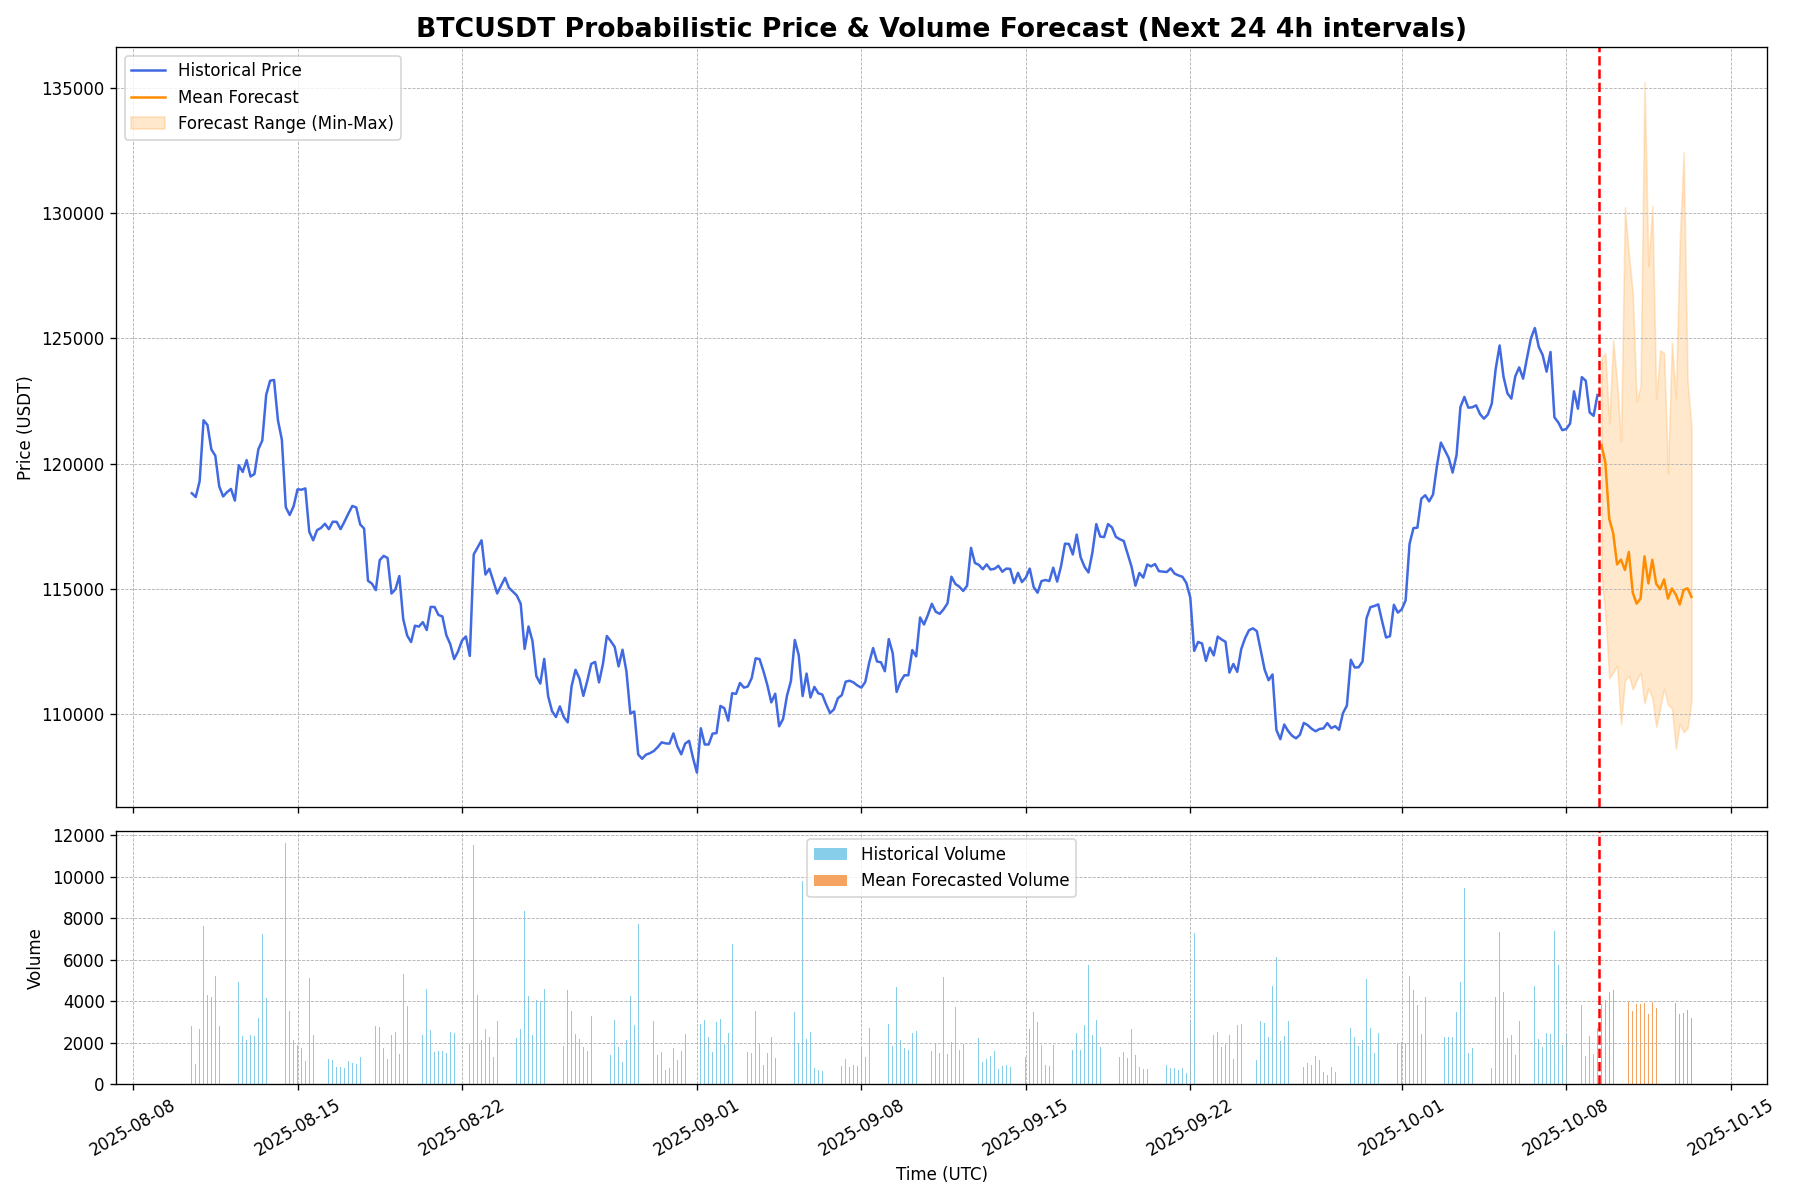 BTCUSDT Probabilistic Price & Volume Forecast (Next 24 4h intervals)
Historical Price
Mean Forecast
Forecast Range (Min-Max)
135000
130000
125000
120000
115000
110000
Price (USDT)
Historical Volume
Mean Forecasted Volume
12000
10000
8000
6000
4000
2000
0
Volume
2025-08-08
2025-08-15
2025-08-22
2025-09-01
2025-09-08
2025-09-15
2025-09-22
2025-10-01
2025-10-08
2025-10-15
Time (UTC)